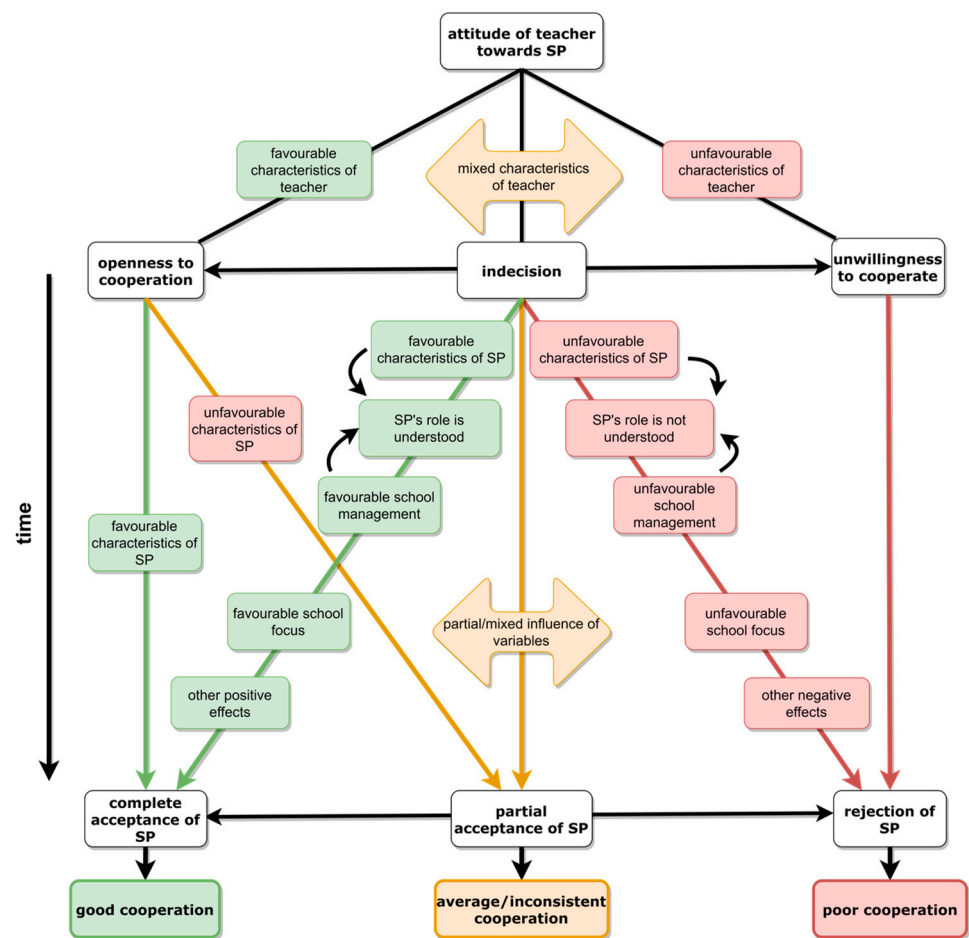 attitude of teacher
towards SP
favourable
characteristics of
teacher
mixed characteristics
of teacher
unfavourable
characteristics of
teacher
openness to
cooperation
indecision
unwillingness
to cooperate
favourable
characteristics of SP
unfavourable
characteristics of SP
unfavourable
characteristics of
SP
SP's role is
understood
SP's role is not
understood
favourable school
management
unfavourable
school
management
time
favourable
characteristics of
SP
favourable school
focus
partial/mixed influence of
variables
unfavourable
school focus
other positive
effects
other negative
effects
complete
acceptance of
SP
partial
acceptance of SP
rejection of
SP
good cooperation
average/inconsistent
cooperation
poor cooperation